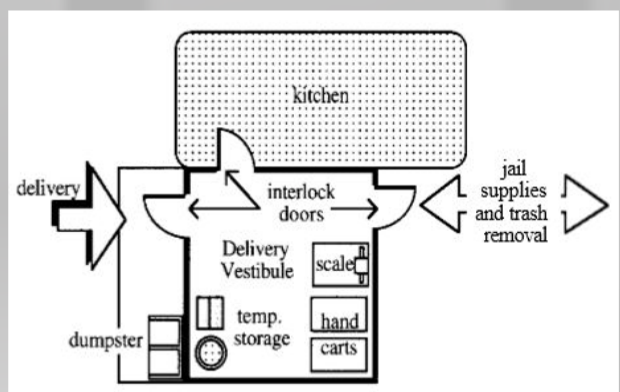 kitchen
delivery
interlock
doors
jail
supplies
and trash
removal
Delivery
Vestibule
scale
temp.
storage
hand
carts
dumpster